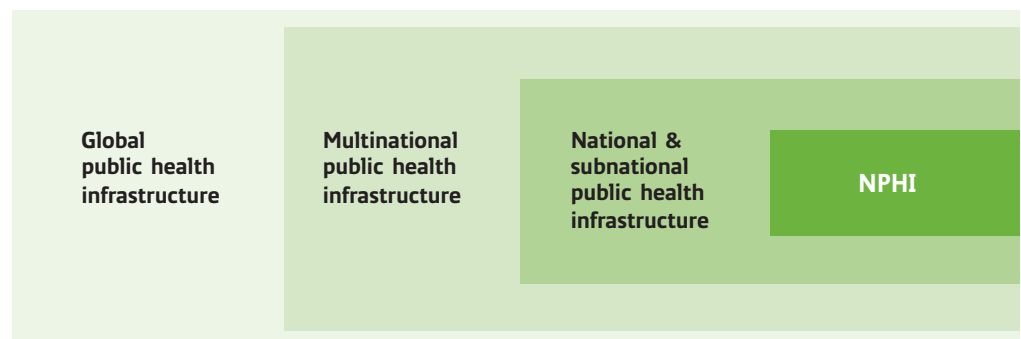 Global
public health
infrastructure
Multinational
public health
infrastructure
National &
subnational
public health
infrastructure
NPHI